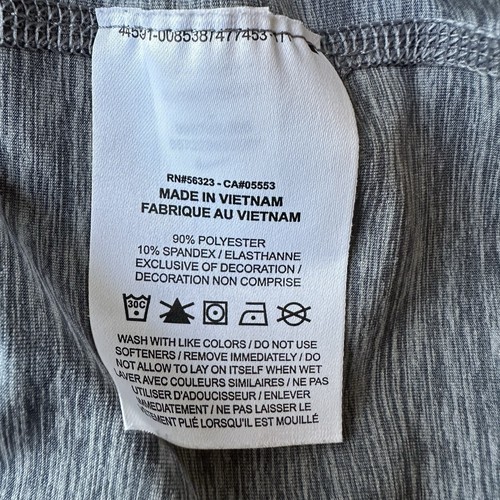 RN#56323 - CA#05553
MADE IN VIETNAM
FABRIQUE AU VIETNAM
90% POLYESTER
10% SPANDEX / ELASTHANNE
EXCLUSIVE OF DECORATION /
DECORATION NON COMPRISE
30C
WASH WITH LIKE COLORS / DO NOT USE
SOFTENERS / REMOVE IMMEDIATELY / DO
NOT ALLOW TO LAY ON ITSELF WHEN WET
LAVER AVEC COULEURS SIMILAIRES / NE PAS
UTILISER D'ADOUCISSEUR / ENLEVER
IMMEDIATEMENT / NE PAS LAISSER LE
VÊTEMENT PLIÉ LORSQU'IL EST MOUILLÉ